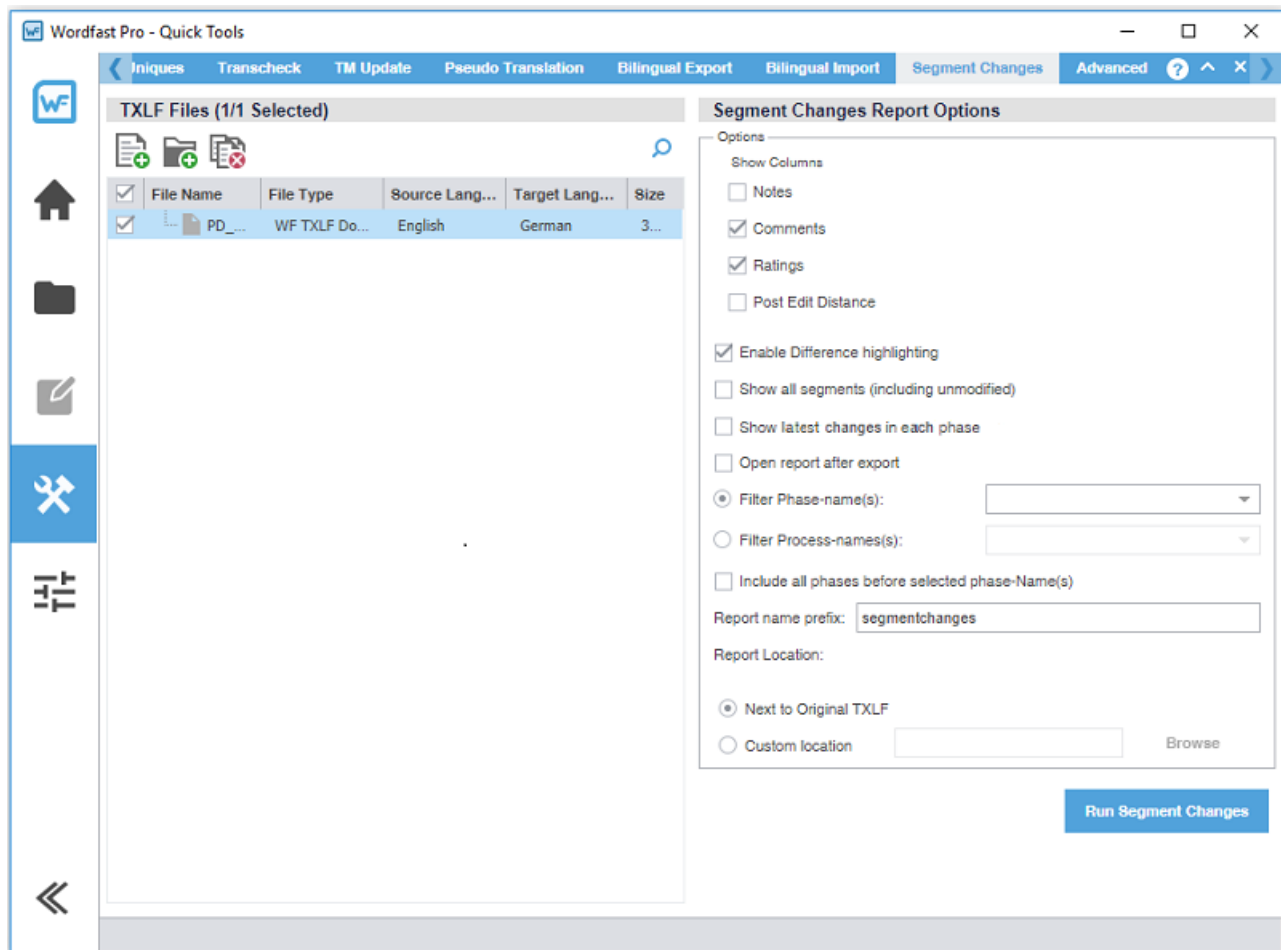 Wordfast Pro - Quick Tools
Uniques Transcheck TM Update Pseudo Translation Bilingual Export Bilingual Import Segment Changes Advanced
WF
TXLF Files (1/1 Selected)
File Name File Type Source Lang... Target Lang... Size
PD_... WF TXLF Do... English German 3...
Segment Changes Report Options
Options
Show Columns
Notes
Comments
Ratings
Post Edit Distance
Enable Difference highlighting
Show all segments (including unmodified)
Show latest changes in each phase
Open report after export
Filter Phase-name(s):
Filter Process-names(s):
Include all phases before selected phase-Name(s)
Report name prefix: segmentchanges
Report Location:
Next to Original TXLF
Custom location Browse
Run Segment Changes